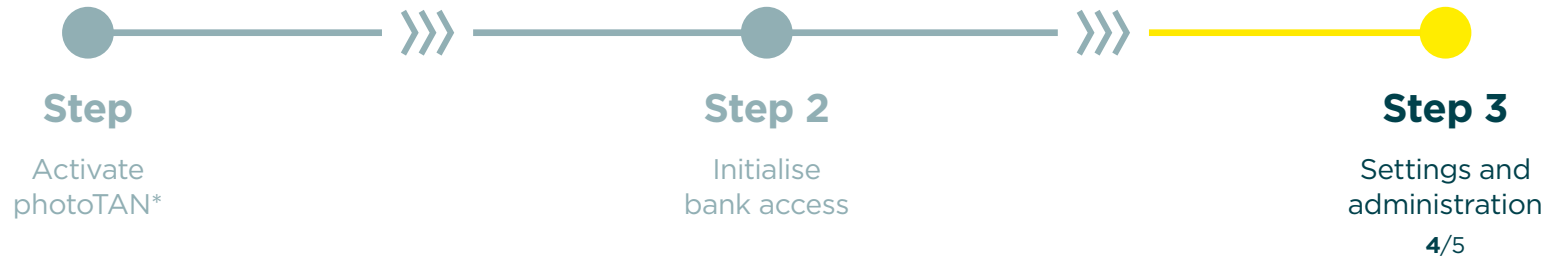 Step
Activate
photoTAN*
Step 2
Initialise
bank access
Step 3
Settings and
administration
4/5